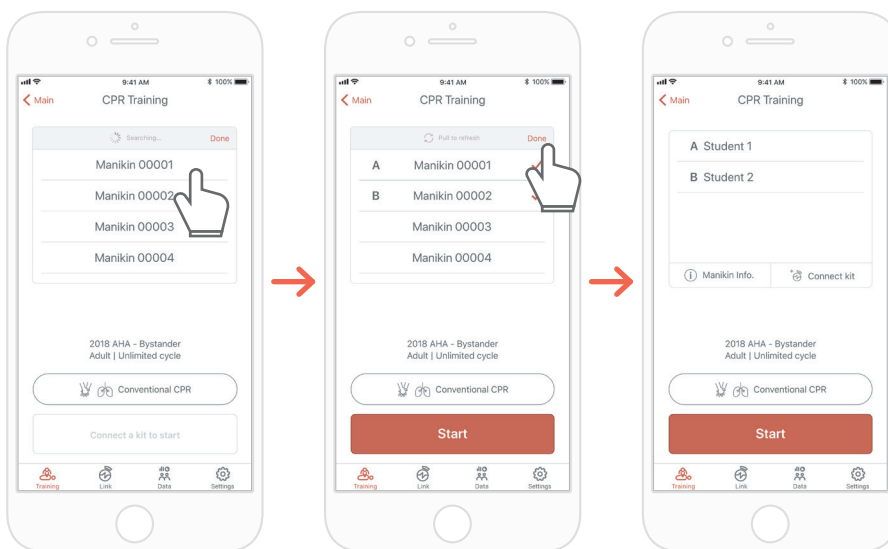 9:41 AM 100%
Main CPR Training
Searching... Done
Manikin 00001
Manikin 00002
Manikin 00003
Manikin 00004
2018 AHA - Bystander
Adult | Unlimited cycle
Conventional CPR
Connect a kit to start
Training Link Data Settings
9:41 AM 100%
Main CPR Training
Pull to refresh Done
A Manikin 00001
B Manikin 00002
Manikin 00003
Manikin 00004
2018 AHA - Bystander
Adult | Unlimited cycle
Conventional CPR
Start
Training Link Data Settings
9:41 AM 100%
Main CPR Training
A Student 1
B Student 2
Manikin Info. Connect kit
2018 AHA - Bystander
Adult | Unlimited cycle
Conventional CPR
Start
Training Link Data Settings